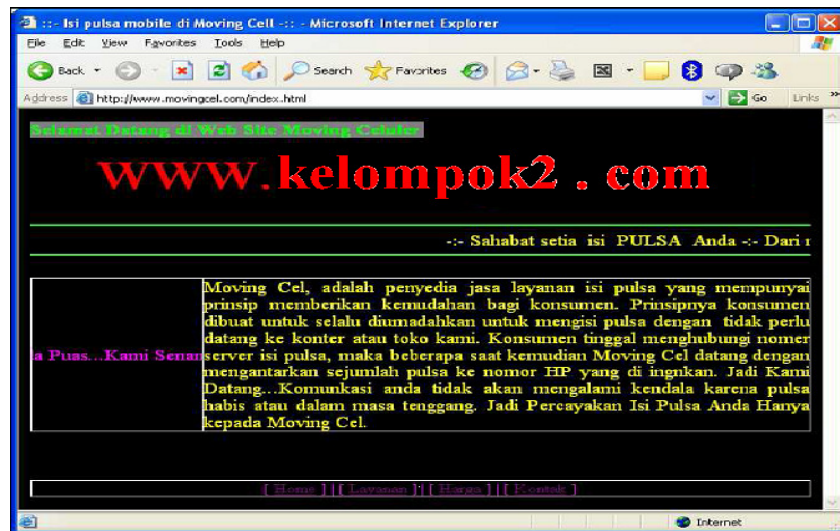 ::- Isi pulsa mobile di Moving Cell -:: - Microsoft Internet Explorer
File Edit View Favorites Tools Help
Back Search Favorites
Address http://www.movingcel.com/index.html Go Links »
Selamat Datang di Web Site Moving Celuler
www.kelompok2 . com
-:- Sahabat setia isi PULSA Anda -:- Dari
Moving Cel, adalah penyedia jasa layanan isi pulsa yang mempunyai
prinsip memberikan kemudahan bagi konsumen. Prinsipnya konsumen
dibuat untuk selalu diumadahkan untuk mengisi pulsa dengan tidak perlu
datang ke konter atau toko kami. Konsumen tinggal menghubungi nomer
a Puas...Kami Senan server isi pulsa, maka beberapa saat kemudian Moving Cel datang dengan
mengantarkan sejumlah pulsa ke nomor HP yang di ingnkan. Jadi Kami
Datang...Komunkasi anda tidak akan mengalami kendala karena pulsa
habis atau dalam masa tenggang. Jadi Percayakan Isi Pulsa Anda Hanya
kepada Moving Cel.
[ Home ] | [ Layanan ] | [ Harga ] | [ Kontak ]
Internet